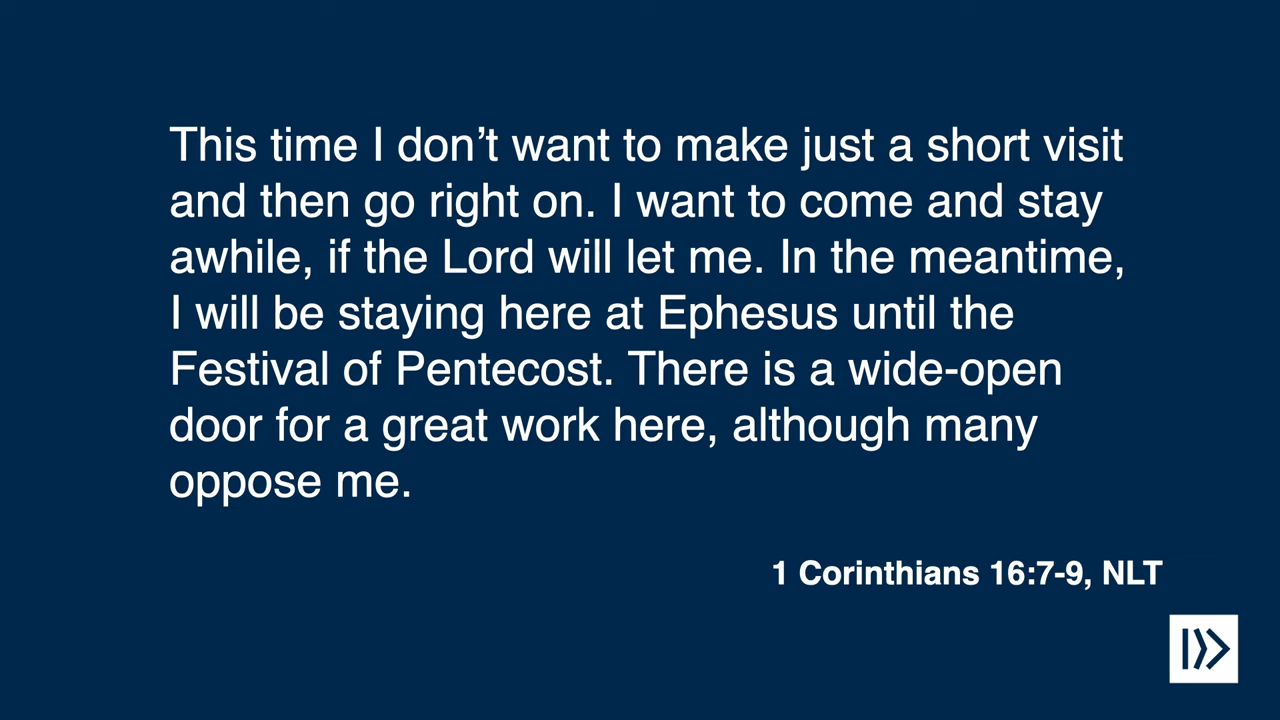 This time I don’t want to make just a short visit
and then go right on. I want to come and stay
awhile, if the Lord will let me. In the meantime,
I will be staying here at Ephesus until the
Festival of Pentecost. There is a wide-open
door for a great work here, although many
oppose me.
1 Corinthians 16:7-9, NLT